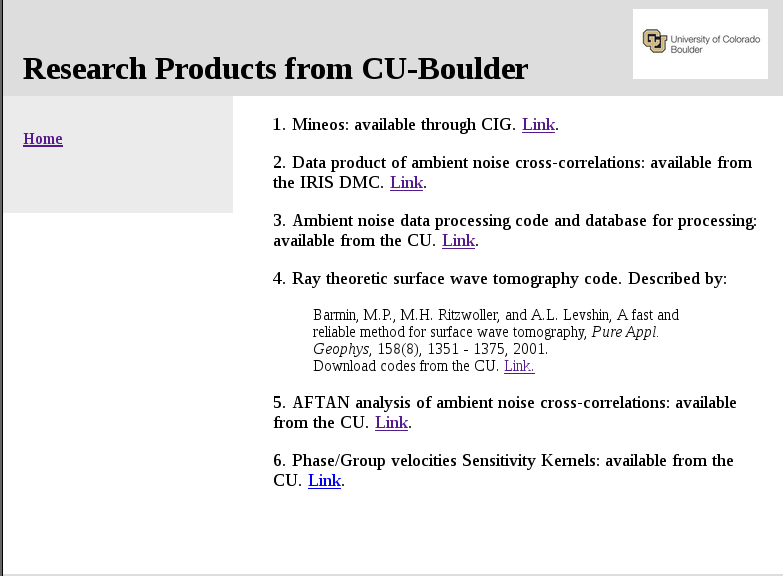 Research Products from CU-Boulder
University of Colorado
Boulder
Home
1. Mineos: available through CIG. Link.
2. Data product of ambient noise cross-correlations: available from
the IRIS DMC. Link.
3. Ambient noise data processing code and database for processing:
available from the CU. Link.
4. Ray theoretic surface wave tomography code. Described by:
Barmin, M.P., M.H. Ritzwoller, and A.L. Levshin, A fast and
reliable method for surface wave tomography, Pure Appl.
Geophys, 158(8), 1351 - 1375, 2001.
Download codes from the CU. Link.
5. AFTAN analysis of ambient noise cross-correlations: available
from the CU. Link.
6. Phase/Group velocities Sensitivity Kernels: available from the
CU. Link.